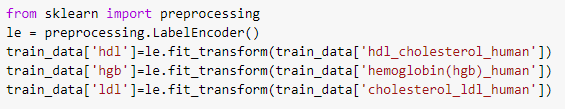 from sklearn import preprocessing
le = preprocessing.LabelEncoder()
train_data['hdl']=le.fit_transform(train_data['hdl_cholesterol_human'])
train_data['hgb']=le.fit_transform(train_data['hemoglobin(hgb)_human'])
train_data['ldl']=le.fit_transform(train_data['cholesterol_ldl_human'])